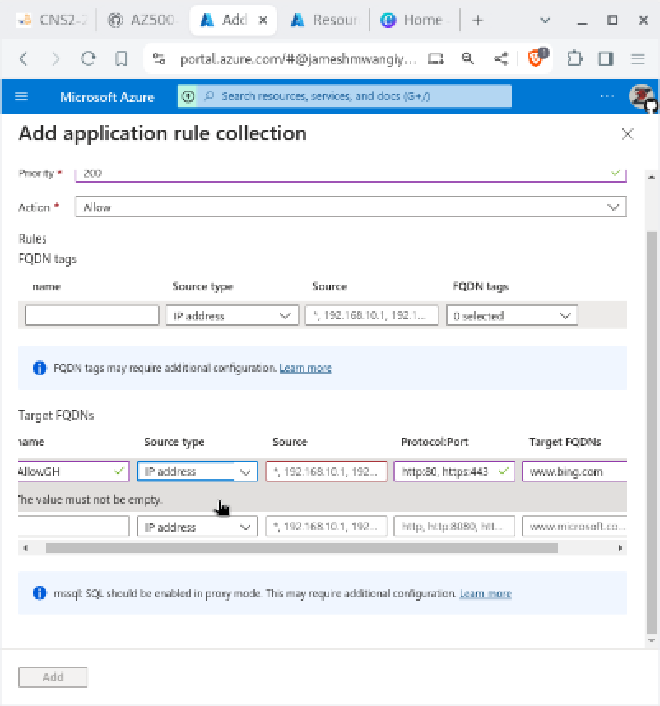 CNS2-2 AZ500- Add Resour Home -
portal.azure.com/#@jameshmwangiy...
Microsoft Azure Search resources, services, and docs (G+/)
Add application rule collection
Priority * 200
Action * Allow
Rules
FQDN tags
name Source type Source FQDN tags
IP address *, 192.168.10.1, 192.1... 0 selected
FQDN tags may require additional configuration. Learn more
Target FQDNs
name Source type Source Protocol:Port Target FQDNs
AllowGH IP address *, 192.168.10.1, 192... http:80, https:443 www.bing.com
The value must not be empty.
IP address *, 192.168.10.1, 192... http, http:8080, htt... www.microsoft.co...
mssql: SQL should be enabled in proxy mode. This may require additional configuration. Learn more
Add